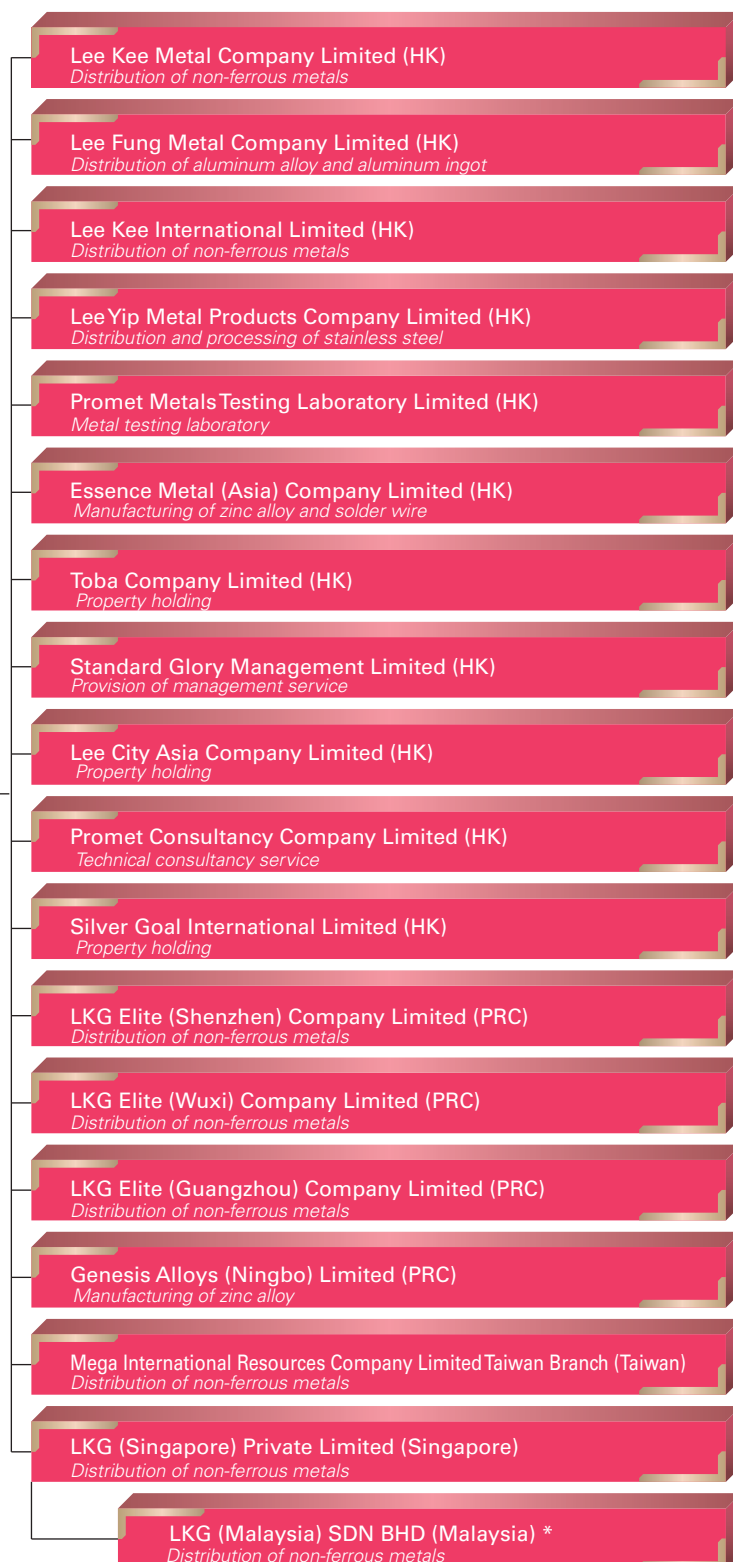 Lee Kee Metal Company Limited (HK)
Distribution of non-ferrous metals
Lee Fung Metal Company Limited (HK)
Distribution of aluminum alloy and aluminum ingot
Lee Kee International Limited (HK)
Distribution of non-ferrous metals
Lee Yip Metal Products Company Limited (HK)
Distribution and processing of stainless steel
Promet Metals Testing Laboratory Limited (HK)
Metal testing laboratory
Essence Metal (Asia) Company Limited (HK)
Manufacturing of zinc alloy and solder wire
Toba Company Limited (HK)
Property holding
Standard Glory Management Limited (HK)
Provision of management service
Lee City Asia Company Limited (HK)
Property holding
Promet Consultancy Company Limited (HK)
Technical consultancy service
Silver Goal International Limited (HK)
Property holding
LKG Elite (Shenzhen) Company Limited (PRC)
Distribution of non-ferrous metals
LKG Elite (Wuxi) Company Limited (PRC)
Distribution of non-ferrous metals
LKG Elite (Guangzhou) Company Limited (PRC)
Distribution of non-ferrous metals
Genesis Alloys (Ningbo) Limited (PRC)
Manufacturing of zinc alloy
Mega International Resources Company Limited Taiwan Branch (Taiwan)
Distribution of non-ferrous metals
LKG (Singapore) Private Limited (Singapore)
Distribution of non-ferrous metals
LKG (Malaysia) SDN BHD (Malaysia) *
Distribution of non-ferrous metals